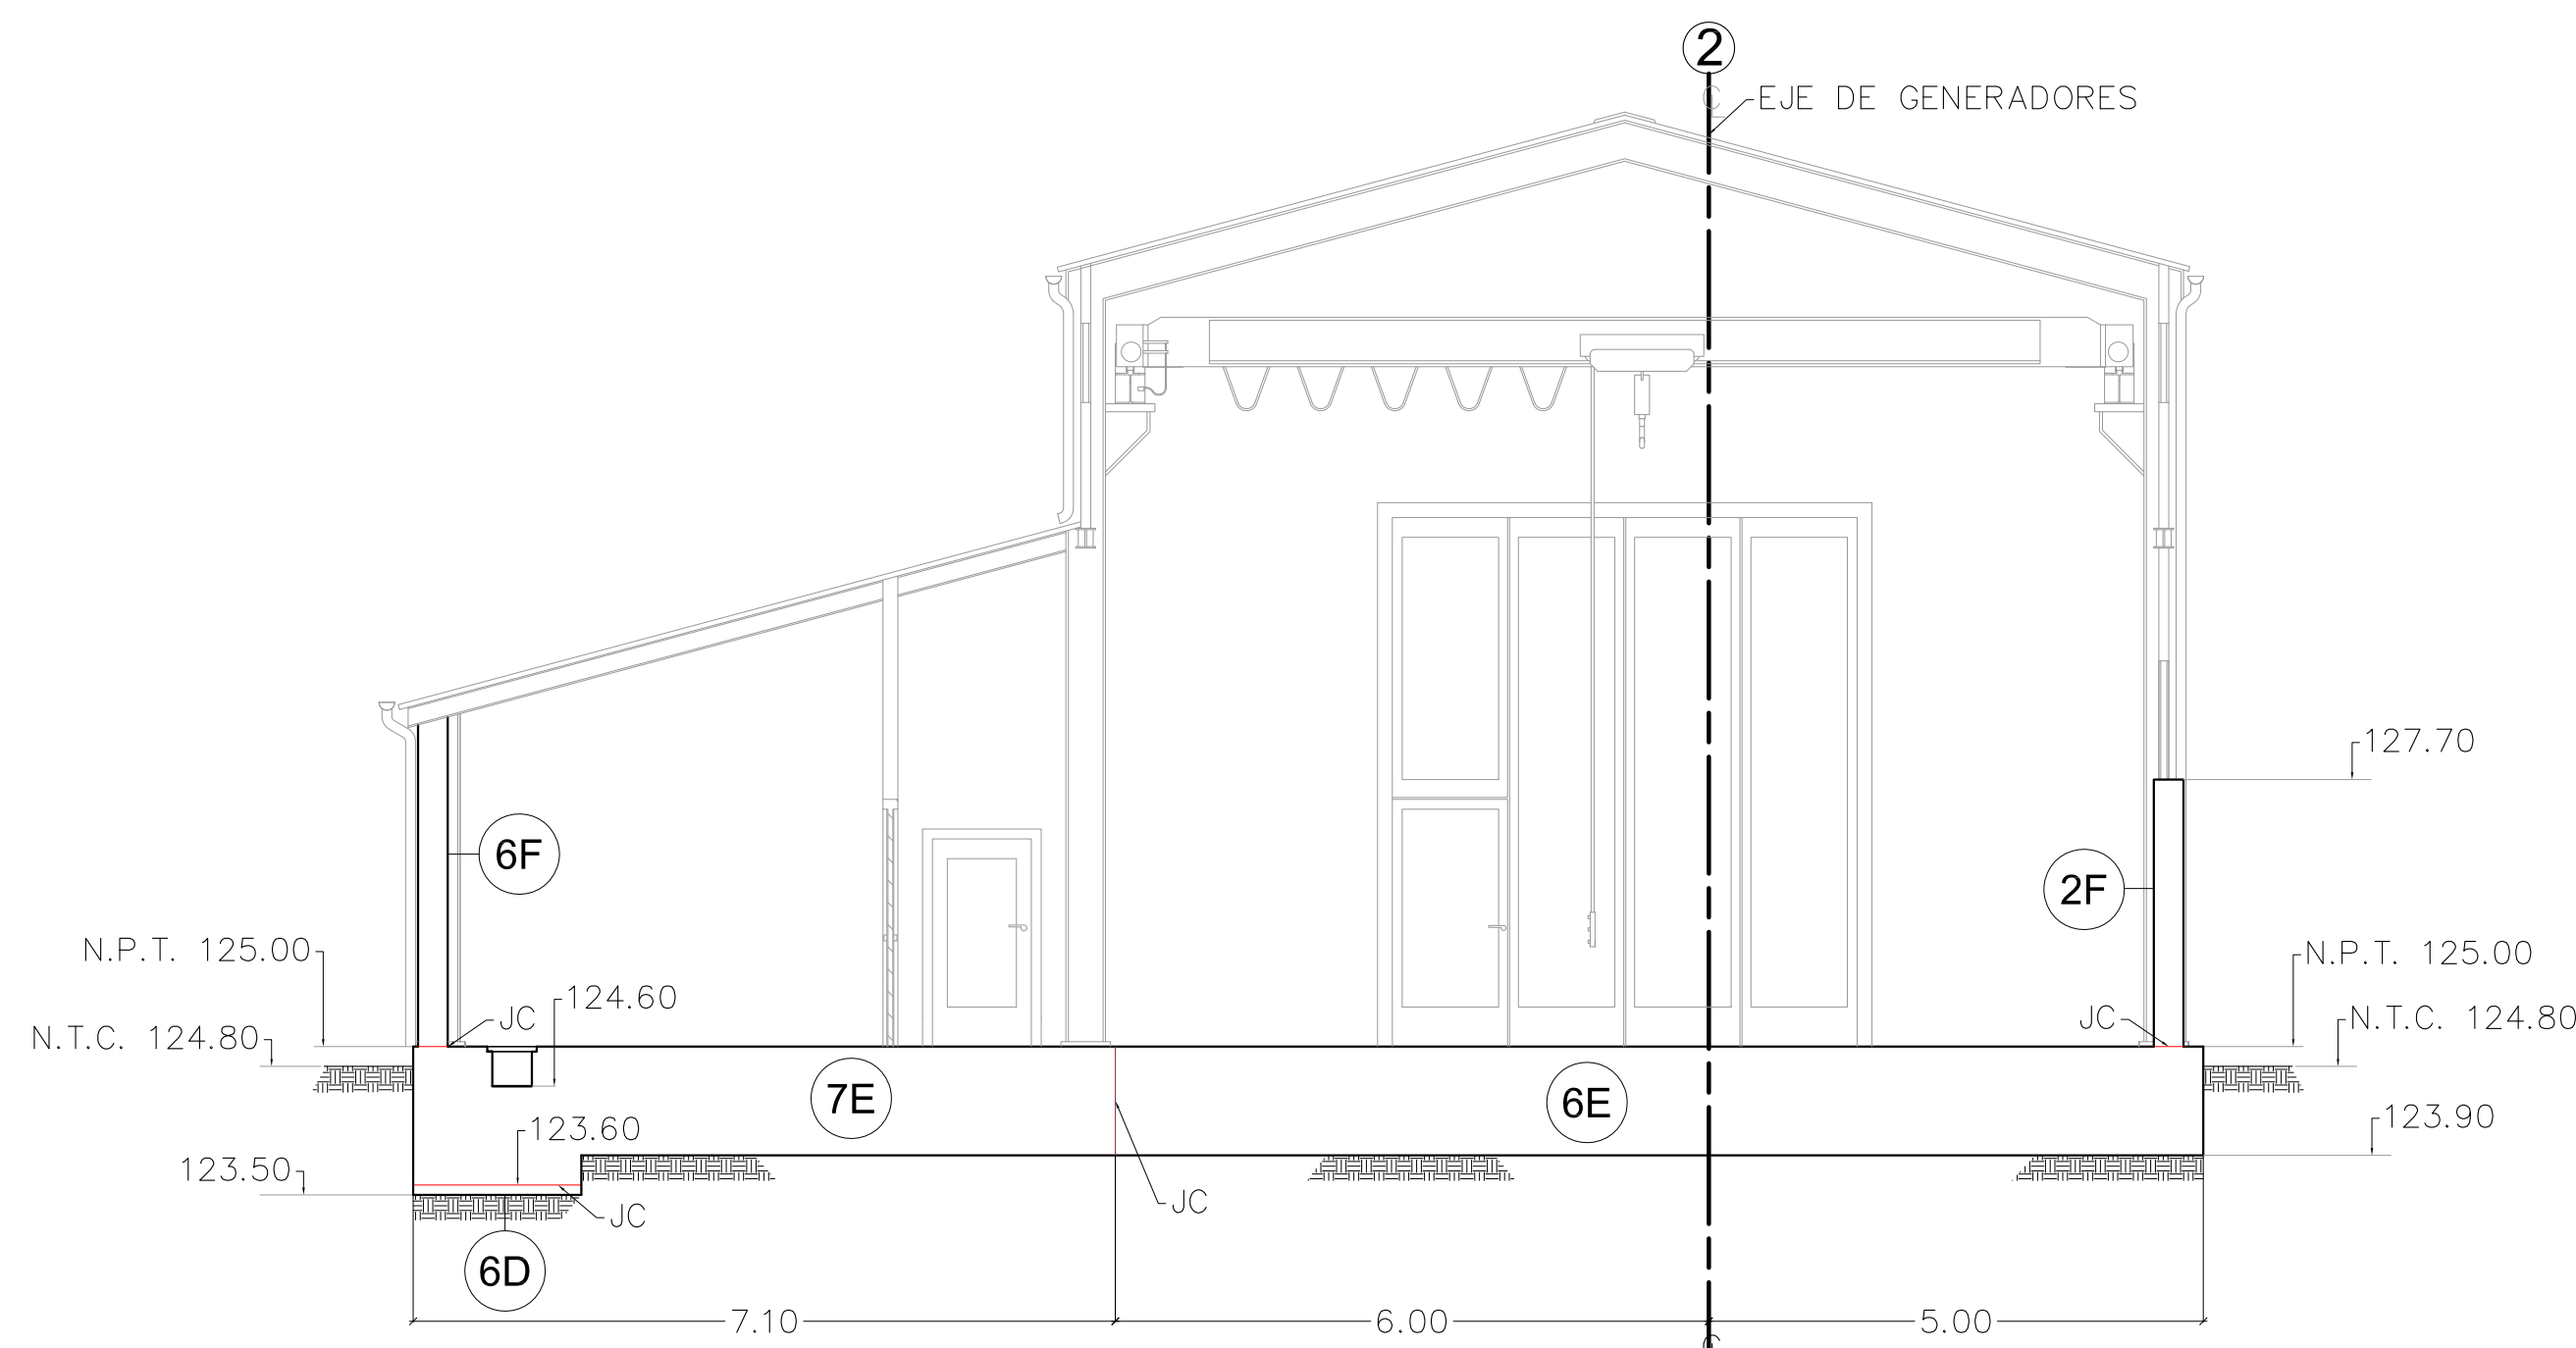 2
CL
EJE DE GENERADORES
127.70
6F
2F
N.P.T. 125.00
N.P.T. 125.00
124.60
JC
JC
N.T.C. 124.80
N.T.C. 124.80
7E
6E
123.60
123.90
123.50
JC
JC
6D
7.10
6.00
5.00